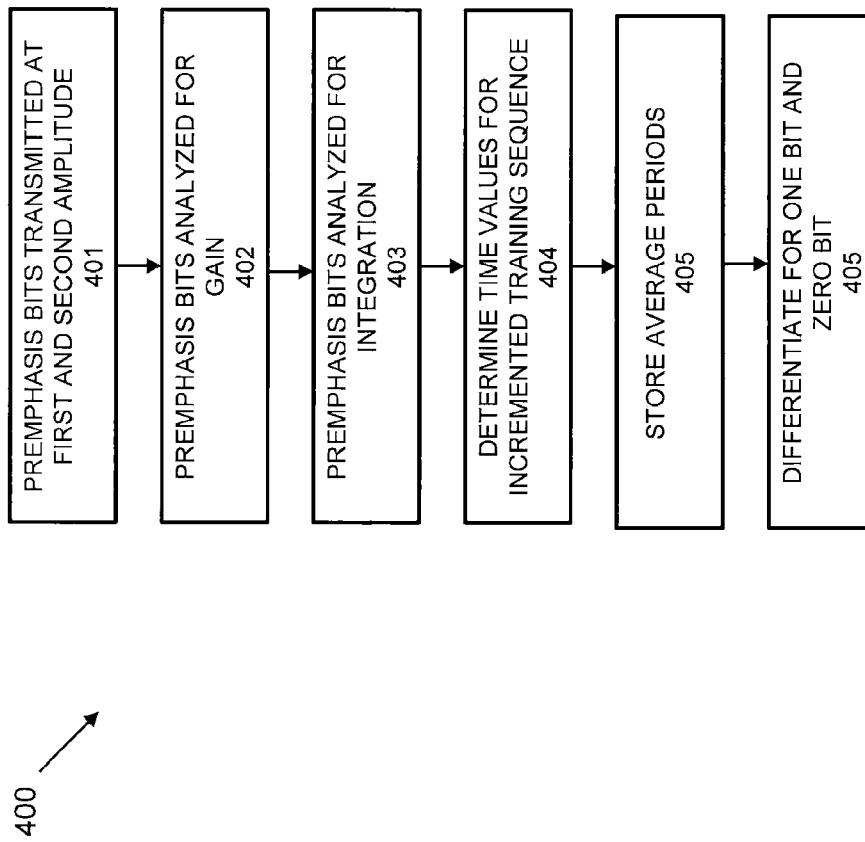 400
PREMPHASIS BITS TRANSMITTED AT
FIRST AND SECOND AMPLITUDE
401
PREMPHASIS BITS ANALYZED FOR
GAIN
402
PREMPHASIS BITS ANALYZED FOR
INTEGRATION
403
DETERMINE TIME VALUES FOR
INCREMENTED TRAINING SEQUENCE
404
STORE AVERAGE PERIODS
405
DIFFERENTIATE FOR ONE BIT AND
ZERO BIT
405